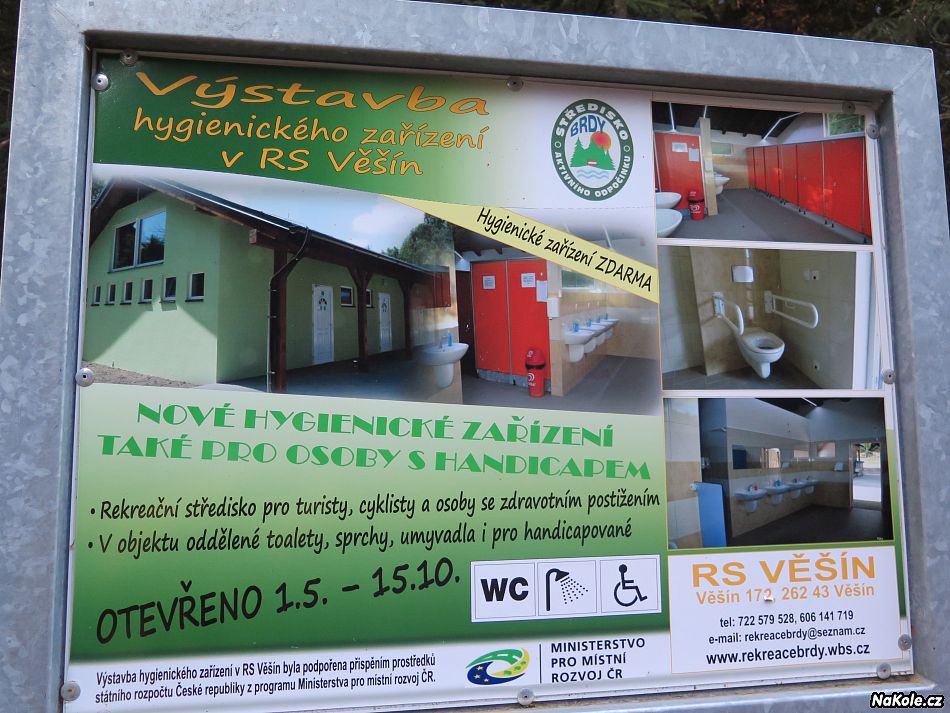 Výstavba
hygienického zařízení
v RS Věšín
STŘEDISKO
BRDY
AKTIVNÍHO ODPOČINKU
Hygienické zařízení ZDARMA
NOVÉ HYGIENICKÉ ZAŘÍZENÍ
TAKÉ PRO OSOBY S HANDICAPEM
• Rekreační středisko pro turisty, cyklisty a osoby se zdravotním postižením
• V objektu oddělené toalety, sprchy, umyvadla i pro handicapované
OTEVŘENO 1.5. – 15.10.
WC
RS VĚŠÍN
Věšín 172, 262 43 Věšín
tel: 722 579 528, 606 141 719
e-mail: rekreacebrdy@seznam.cz
www.rekreacebrdy.wbs.cz
Výstavba hygienického zařízení v RS Věšín byla podpořena přispěním prostředků
státního rozpočtu České republiky z programu Ministerstva pro místní rozvoj ČR.
MINISTERSTVO
PRO MÍSTNÍ
ROZVOJ ČR
NaKole.cz